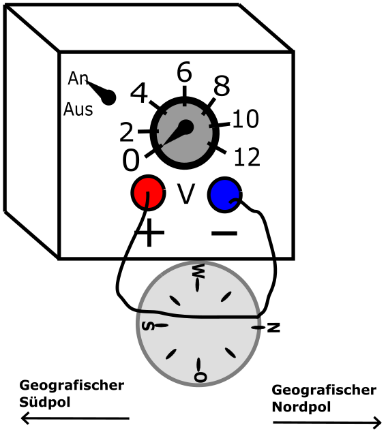 An
Aus
0 2 4 6 8 10 12
V
+ −
W
S N
O
Geografischer
Südpol
Geografischer
Nordpol